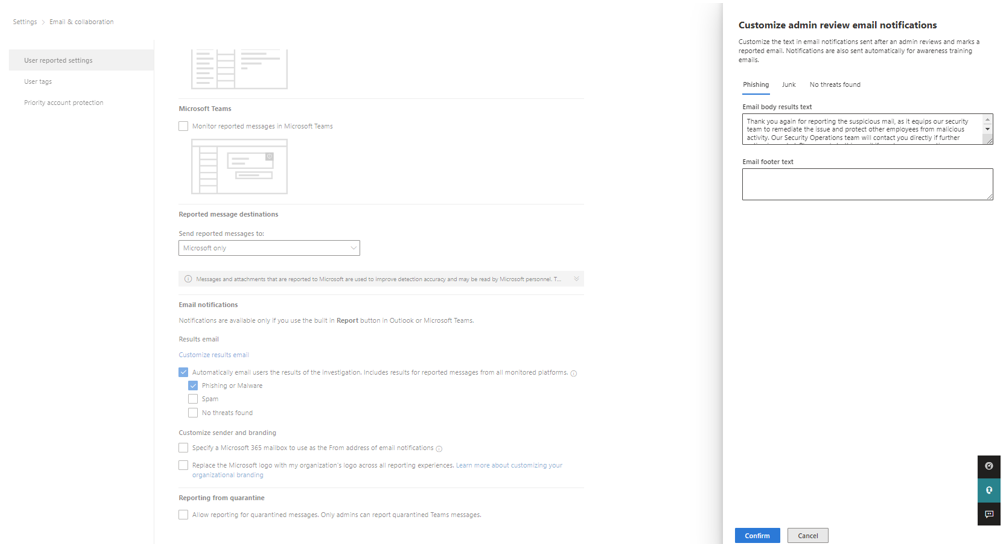 Settings > Email & collaboration
User reported settings
User tags
Priority account protection
Microsoft Teams
Monitor reported messages in Microsoft Teams
Reported message destinations
Send reported messages to:
Microsoft only
Messages and attachments that are reported to Microsoft are used to improve detection accuracy and may be read by Microsoft personnel. T...
Email notifications
Notifications are available only if you use the built in Report button in Outlook or Microsoft Teams.
Results email
Customize results email
Automatically email users the results of the investigation. Includes results for reported messages from all monitored platforms.
Phishing or Malware
Spam
No threats found
Customize sender and branding
Specify a Microsoft 365 mailbox to use as the From address of email notifications
Replace the Microsoft logo with my organization's logo across all reporting experiences. Learn more about customizing your
organizational branding
Reporting from quarantine
Allow reporting for quarantined messages. Only admins can report quarantined Teams messages.
Customize admin review email notifications
Customize the text in email notifications sent after an admin reviews and marks a
reported email. Notifications are also sent automatically for awareness training
emails.
Phishing Junk No threats found
Email body results text
Thank you again for reporting the suspicious mail, as it equips our security
team to remediate the issue and protect other employees from malicious
activity. Our Security Operations team will contact you directly if further
Email footer text
Confirm Cancel